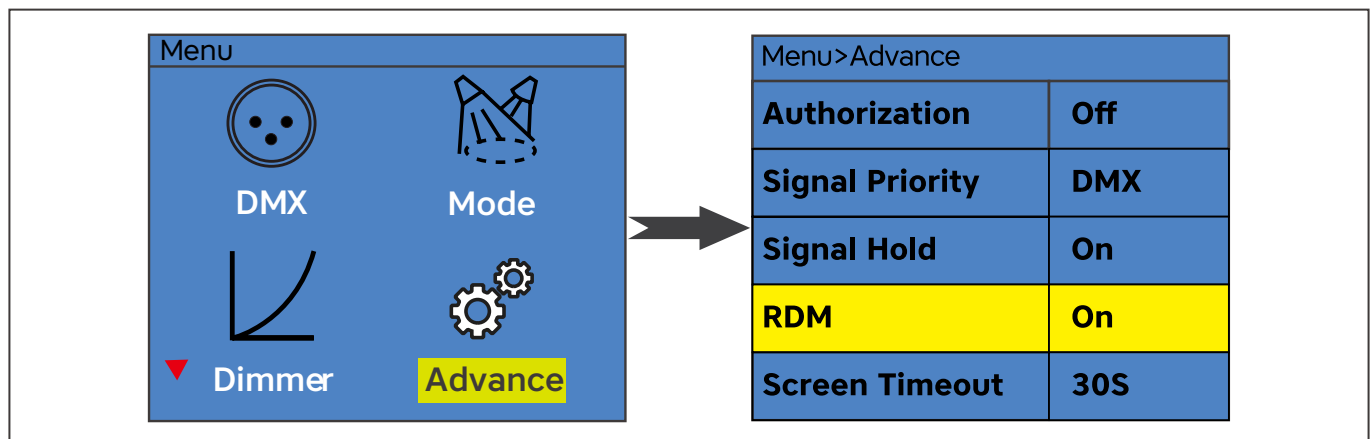 Menu
DMX Mode
Dimmer Advance
Menu>Advance
Authorization Off
Signal Priority DMX
Signal Hold On
RDM On
Screen Timeout 30S